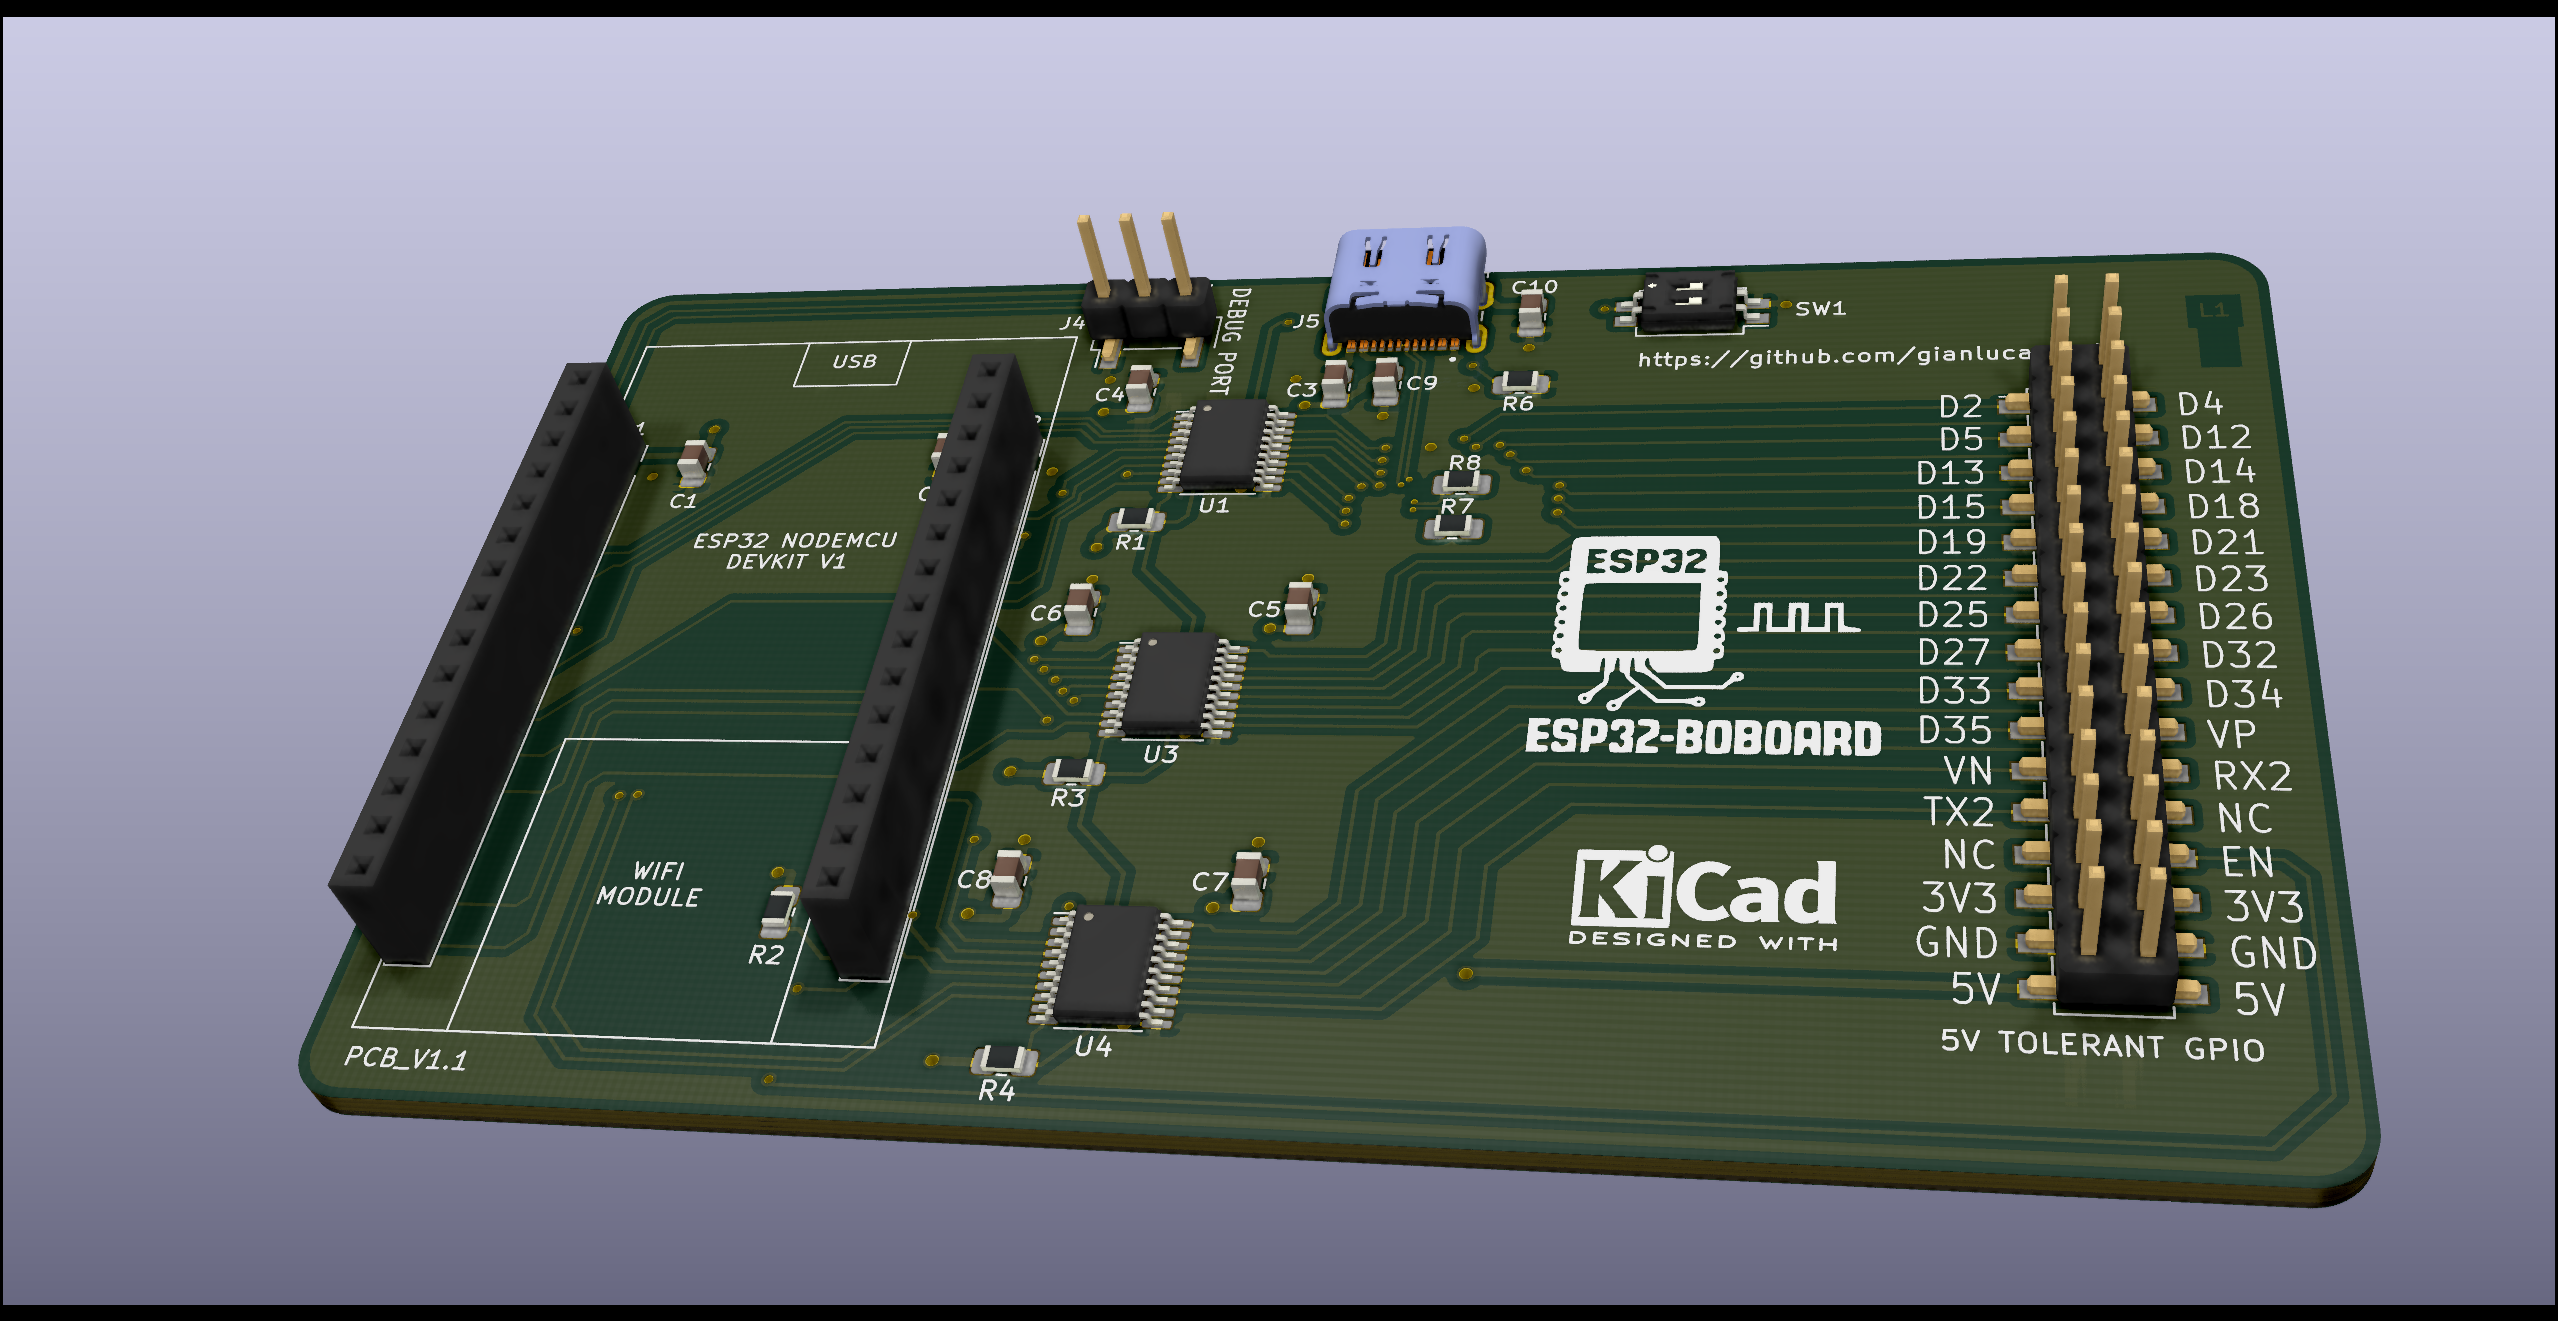 J4
DEBUG PORT
J5
C10
SW1
L1
https://github.com/gianluca
USB
C4
C3
C9
R6
C1
ESP32 NODEMCU
DEVKIT V1
U1
R8
R7
R1
C6
C5
U3
R3
WIFI
MODULE
R2
C8
C7
U4
R4
PCB_V1.1
ESP32
ESP32-BOBOARD
KiCad
DESIGNED WITH
D2 D4
D5 D12
D13 D14
D15 D18
D19 D21
D22 D23
D25 D26
D27 D32
D33 D34
D35 VP
VN RX2
TX2 NC
NC EN
3V3 3V3
GND GND
5V 5V
5V TOLERANT GPIO